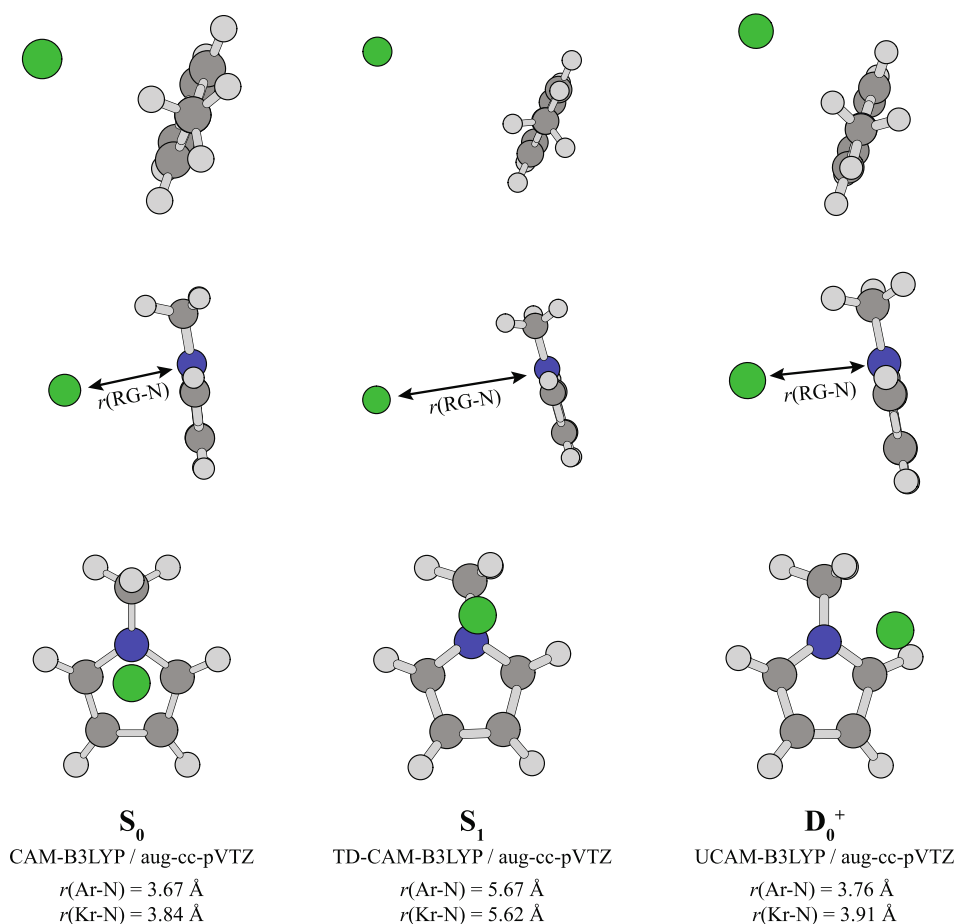 r(RG-N)
r(RG-N)
r(RG-N)
S₀
CAM-B3LYP / aug-cc-pVTZ
r(Ar-N) = 3.67 Å
r(Kr-N) = 3.84 Å
S₁
TD-CAM-B3LYP / aug-cc-pVTZ
r(Ar-N) = 5.67 Å
r(Kr-N) = 5.62 Å
D₀⁺
UCAM-B3LYP / aug-cc-pVTZ
r(Ar-N) = 3.76 Å
r(Kr-N) = 3.91 Å